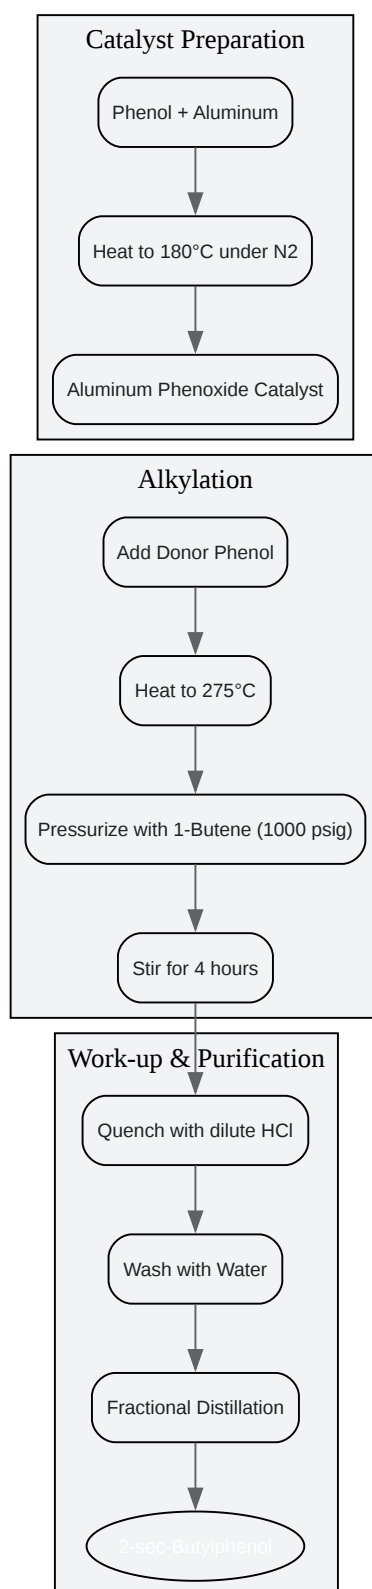 Catalyst Preparation
Phenol + Aluminum
Heat to 180°C under N2
Aluminum Phenoxide Catalyst
Alkylation
Add Donor Phenol
Heat to 275°C
Pressurize with 1-Butene (1000 psig)
Stir for 4 hours
Work-up & Purification
Quench with dilute HCl
Wash with Water
Fractional Distillation
2-sec-Butylphenol